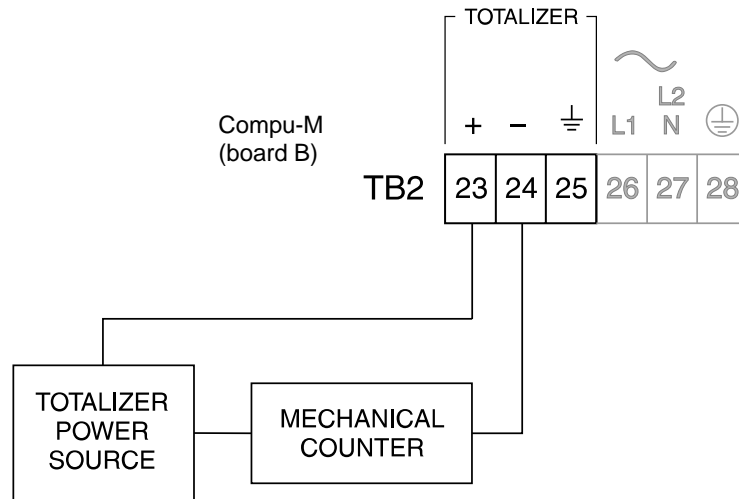 TOTALIZER
L2
+ – L1 N
Compu-M
(board B)
TB2 23 24 25 26 27 28
TOTALIZER
POWER
SOURCE
MECHANICAL
COUNTER